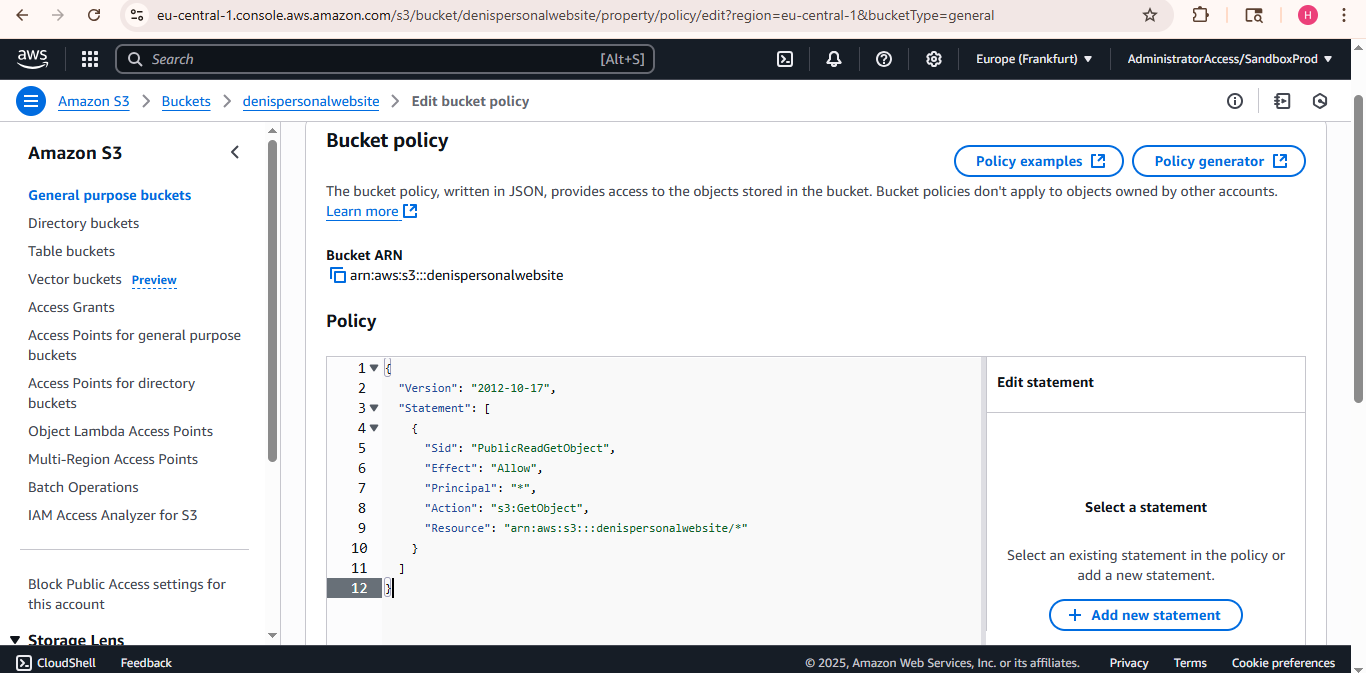 eu-central-1.console.aws.amazon.com/s3/bucket/denispersonalwebsite/property/policy/edit?region=eu-central-1&bucketType=general
H
aws
Search
[Alt+S]
Europe (Frankfurt)
AdministratorAccess/SandboxProd
Amazon S3
Buckets
denispersonalwebsite
Edit bucket policy
Amazon S3
General purpose buckets
Directory buckets
Table buckets
Vector buckets Preview
Access Grants
Access Points for general purpose
buckets
Access Points for directory
buckets
Object Lambda Access Points
Multi-Region Access Points
Batch Operations
IAM Access Analyzer for S3
Block Public Access settings for
this account
Storage Lens
Bucket policy
Policy examples
Policy generator
The bucket policy, written in JSON, provides access to the objects stored in the bucket. Bucket policies don't apply to objects owned by other accounts.
Learn more
Bucket ARN
arn:aws:s3:::denispersonalwebsite
Policy
1 {
2 "Version": "2012-10-17",
3 "Statement": [
4 {
5 "Sid": "PublicReadGetObject",
6 "Effect": "Allow",
7 "Principal": "*",
8 "Action": "s3:GetObject",
9 "Resource": "arn:aws:s3:::denispersonalwebsite/*"
10 }
11 ]
12 }
Edit statement
Select a statement
Select an existing statement in the policy or
add a new statement.
+ Add new statement
CloudShell
Feedback
© 2025, Amazon Web Services, Inc. or its affiliates.
Privacy
Terms
Cookie preferences